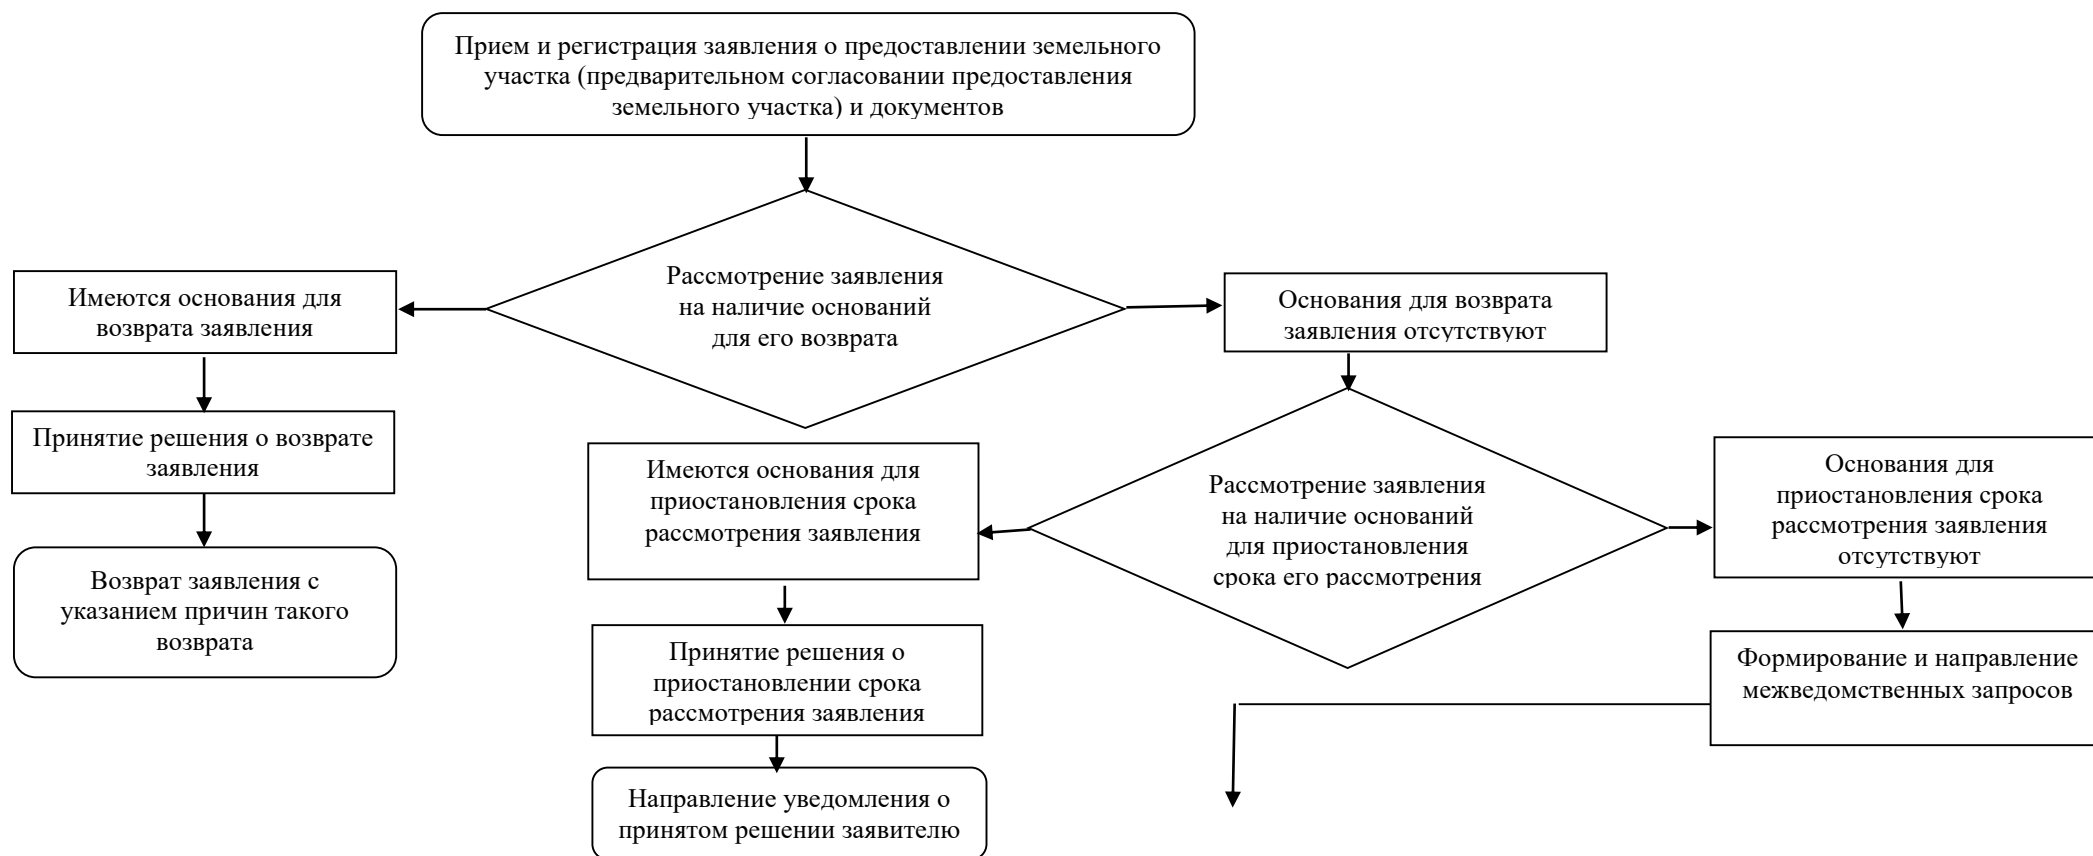 Прием и регистрация заявления о предоставлении земельного
участка (предварительном согласовании предоставления
земельного участка) и документов
Рассмотрение заявления
на наличие оснований
для его возврата
Имеются основания для
возврата заявления
Основания для возврата
заявления отсутствуют
Принятие решения о возврате
заявления
Возврат заявления с
указанием причин такого
возврата
Имеются основания для
приостановления срока
рассмотрения заявления
Рассмотрение заявления
на наличие оснований
для приостановления
срока его рассмотрения
Основания для
приостановления срока
рассмотрения заявления
отсутствуют
Принятие решения о
приостановлении срока
рассмотрения заявления
Формирование и направление
межведомственных запросов
Направление уведомления о
принятом решении заявителю